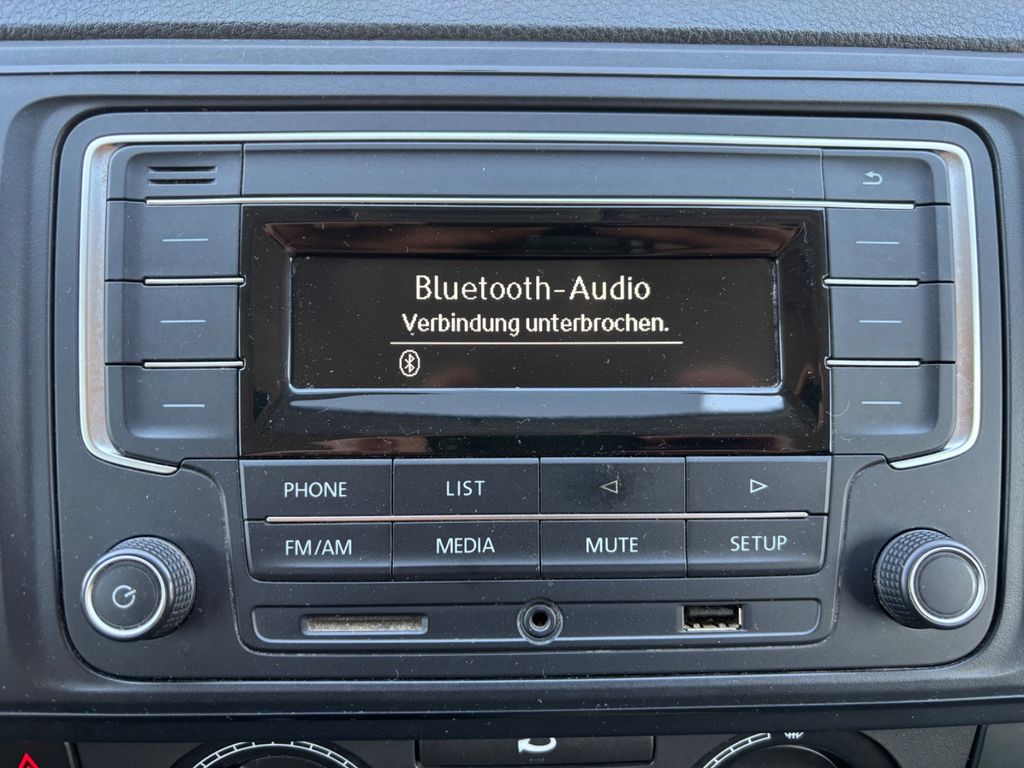 Bluetooth-Audio
Verbindung unterbrochen.
PHONE LIST
FM/AM MEDIA MUTE SETUP